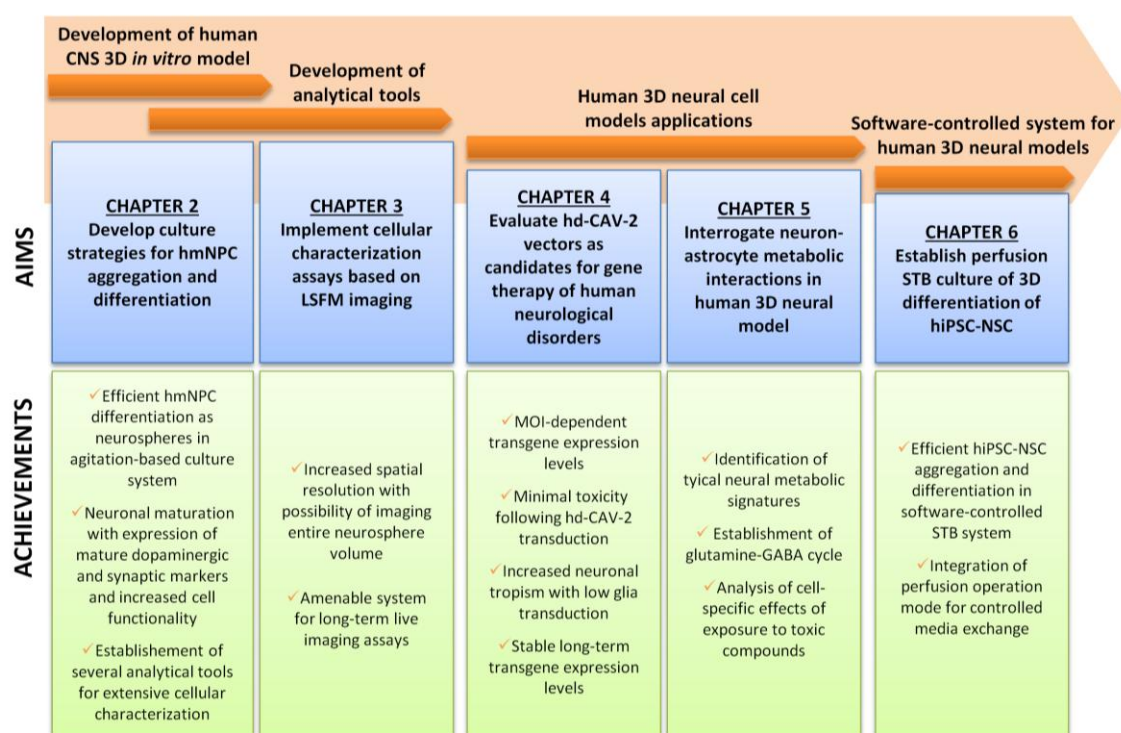 Development of human
CNS 3D in vitro model
Development of
analytical tools
Human 3D neural cell
models applications
Software-controlled system for
human 3D neural models
AIMS
CHAPTER 2
Develop culture
strategies for hmNPC
aggregation and
differentiation
CHAPTER 3
Implement cellular
characterization
assays based on
LSFM imaging
CHAPTER 4
Evaluate hd-CAV-2
vectors as
candidates for gene
therapy of human
neurological
disorders
CHAPTER 5
Interrogate neuron-
astrocyte metabolic
interactions in
human 3D neural
model
CHAPTER 6
Establish perfusion
STB culture of 3D
differentiation of
hiPSC-NSC
ACHIEVEMENTS
✓Efficient hmNPC
differentiation as
neurospheres in
agitation-based culture
system
✓Neuronal maturation
with expression of
mature dopaminergic
and synaptic markers
and increased cell
functionality
✓Establishement of
several analytical tools
for extensive cellular
characterization
✓Increased spatial
resolution with
possibility of imaging
entire neurosphere
volume
✓Amenable system
for long-term live
imaging assays
✓MOI-dependent
transgene expression
levels
✓Minimal toxicity
following hd-CAV-2
transduction
✓Increased neuronal
tropism with low glia
transduction
✓Stable long-term
transgene expression
levels
✓Identification of
tyical neural metabolic
signatures
✓Establishment of
glutamine-GABA cycle
✓Analysis of cell-
specific effects of
exposure to toxic
compounds
✓Efficient hiPSC-NSC
aggregation and
differentiation in
software-controlled
STB system
✓Integration of
perfusion operation
mode for controlled
media exchange